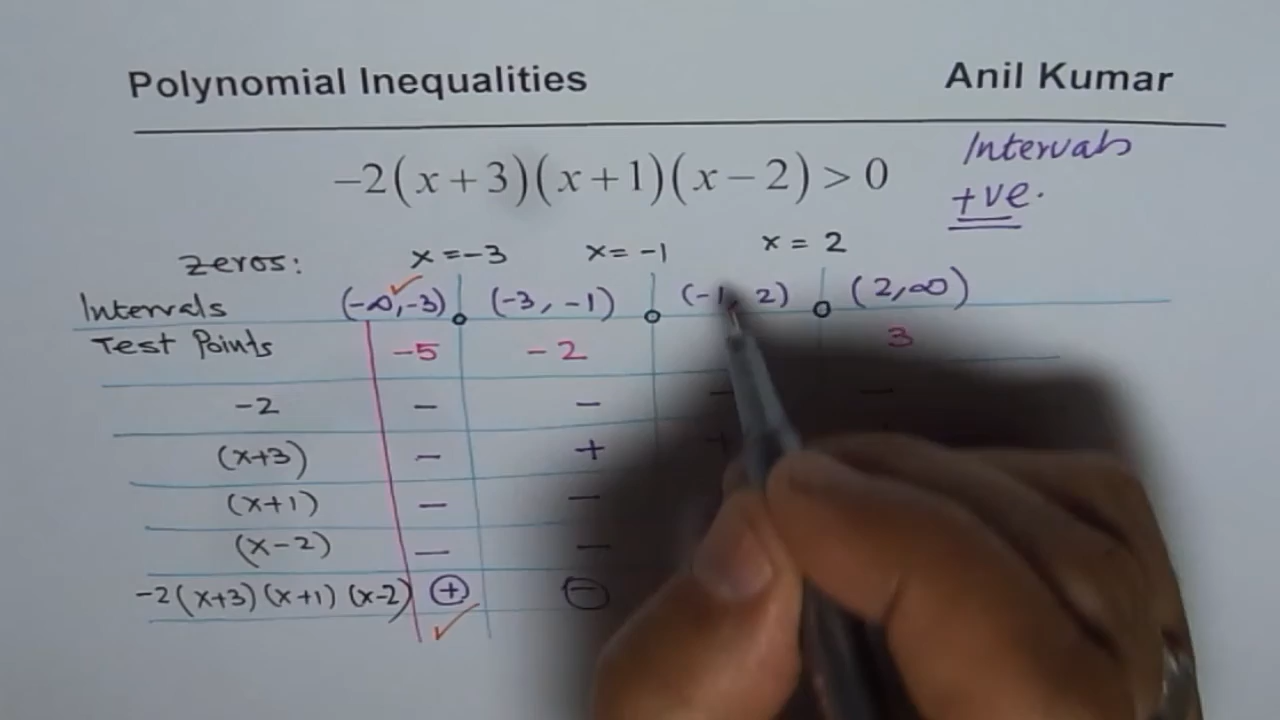 Polynomial Inequalities Anil Kumar
−2(x+3)(x+1)(x−2)>0 Intervals
+ve.
zeros: x=-3 x=-1 x=2
Intervals (-∞,-3) (-3,-1) (-1,2) (2,∞)
Test Points -5 -2 3
-2 − − − −
(x+3) − + +
(x+1) − −
(x-2) − −
-2(x+3)(x+1)(x-2) + −